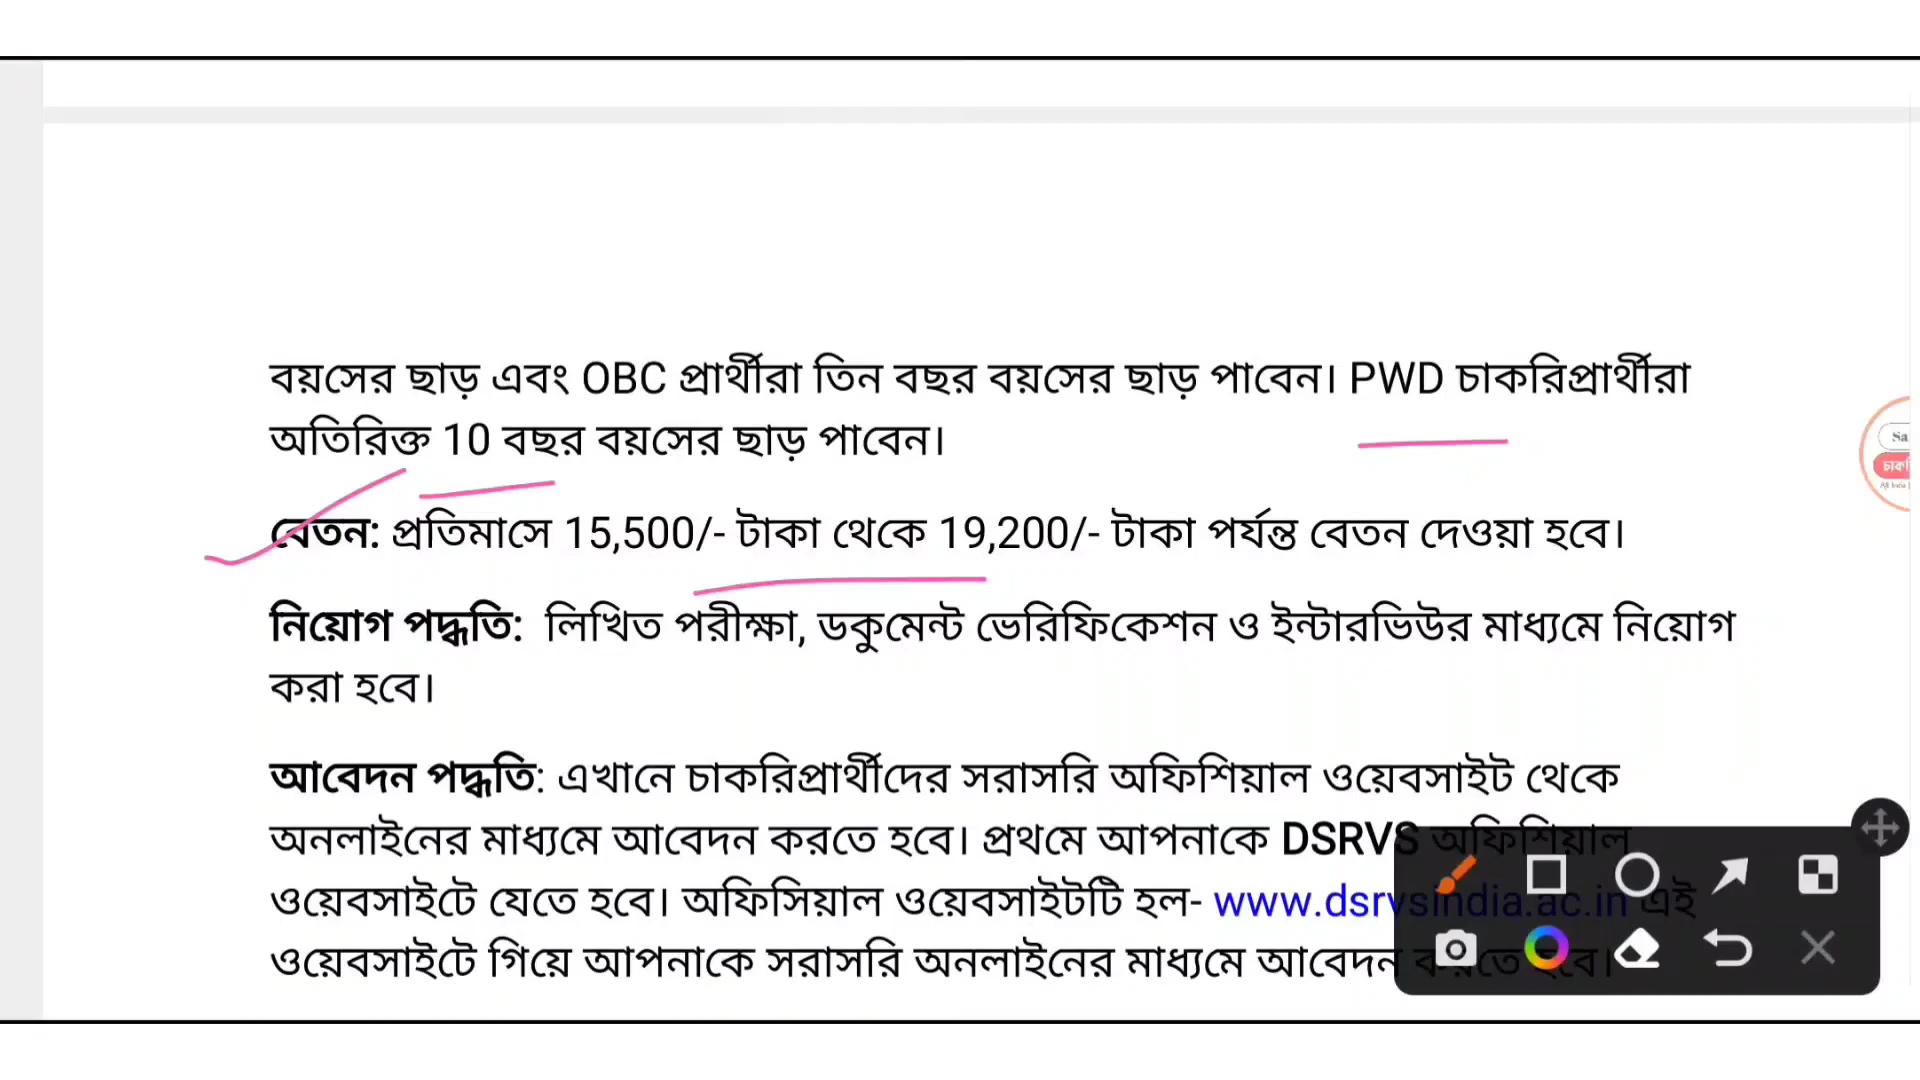 বয়সের ছাড় এবং OBC প্রার্থীরা তিন বছর বয়সের ছাড় পাবেন। PWD চাকরিপ্রার্থীরা
অতিরিক্ত 10 বছর বয়সের ছাড় পাবেন।
বেতন: প্রতিমাসে 15,500/- টাকা থেকে 19,200/- টাকা পর্যন্ত বেতন দেওয়া হবে।
নিয়োগ পদ্ধতি: লিখিত পরীক্ষা, ডকুমেন্ট ভেরিফিকেশন ও ইন্টারভিউর মাধ্যমে নিয়োগ
করা হবে।
আবেদন পদ্ধতি: এখানে চাকরিপ্রার্থীদের সরাসরি অফিশিয়াল ওয়েবসাইট থেকে
অনলাইনের মাধ্যমে আবেদন করতে হবে। প্রথমে আপনাকে DSRVS অফিশিয়াল
ওয়েবসাইটে যেতে হবে। অফিসিয়াল ওয়েবসাইটটি হল- www.dsrvsindia.ac.in এই
ওয়েবসাইটে গিয়ে আপনাকে সরাসরি অনলাইনের মাধ্যমে আবেদন করতে হবে।